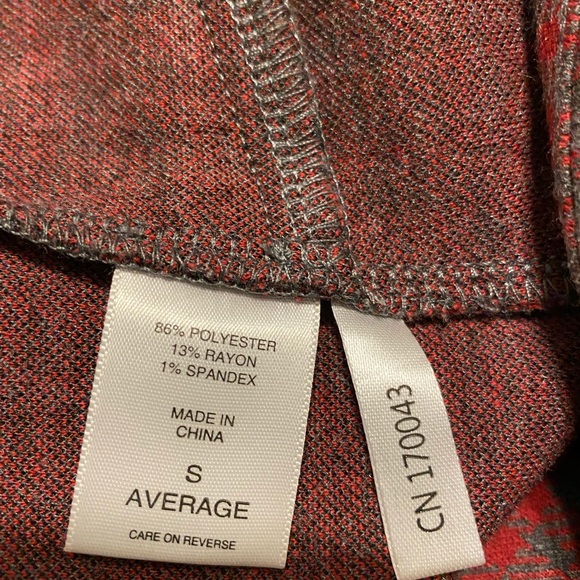 86% POLYESTER
13% RAYON
1% SPANDEX
MADE IN
CHINA
S
AVERAGE
CARE ON REVERSE
CN 170043